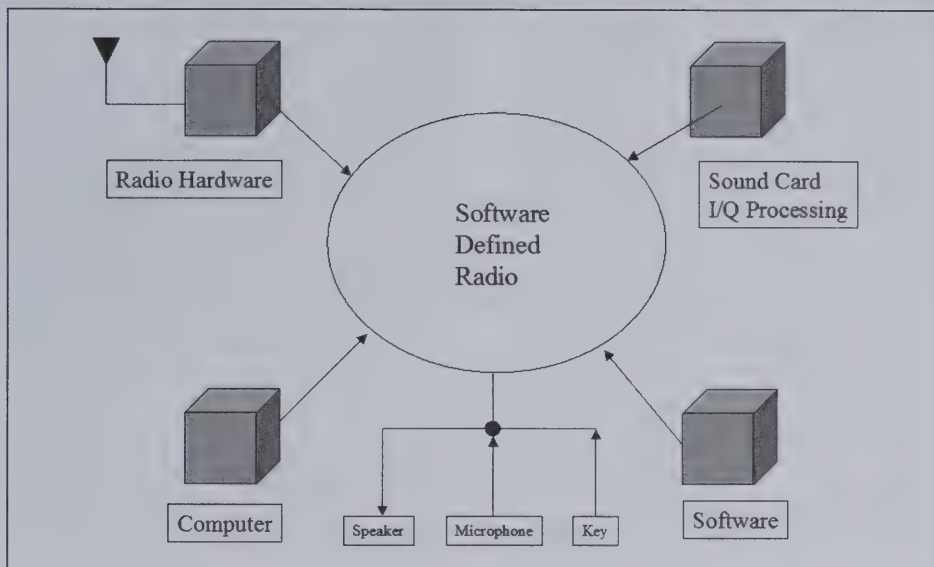 Radio Hardware
Sound Card
I/Q Processing
Software
Defined
Radio
Computer
Speaker
Microphone
Key
Software